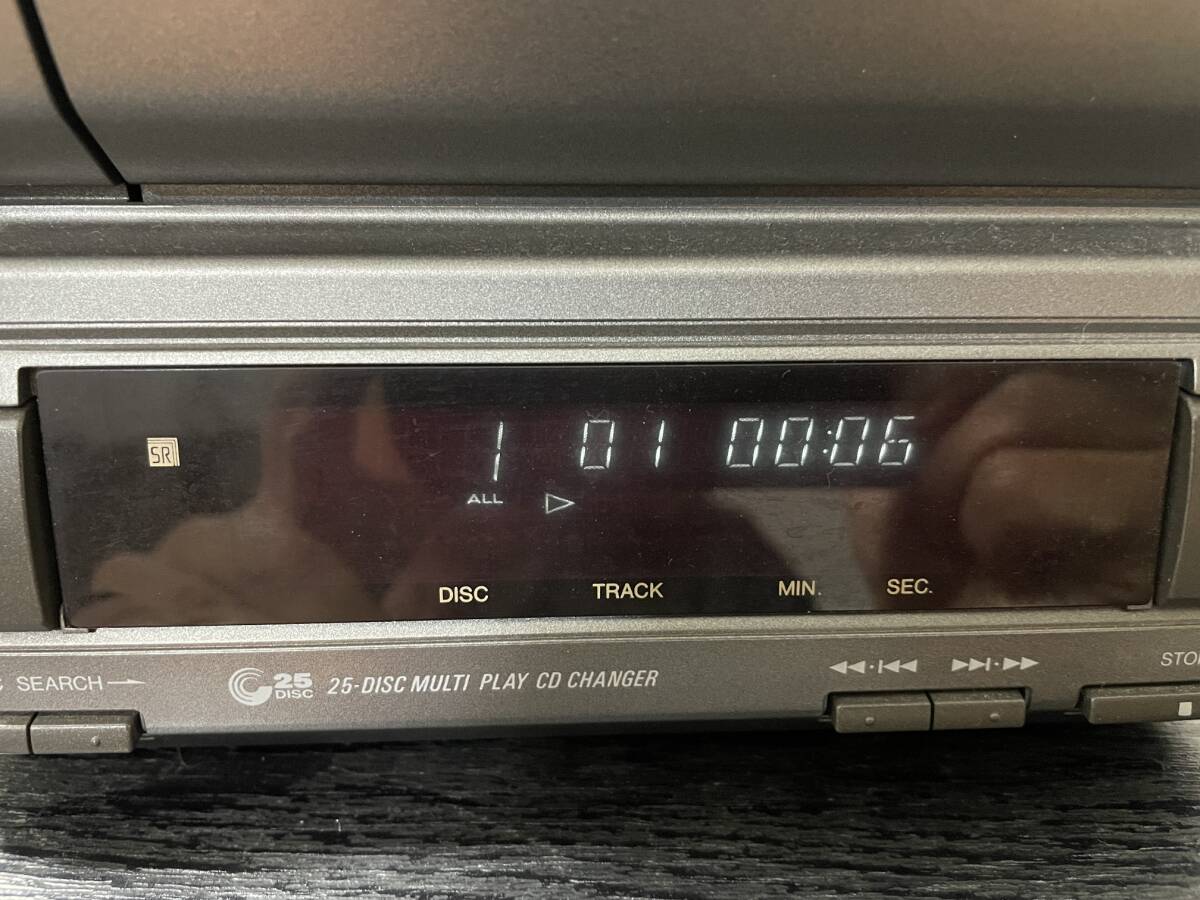 SR
1 01 00:06
ALL
DISC TRACK MIN. SEC.
SEARCH
25 DISC 25-DISC MULTI PLAY CD CHANGER